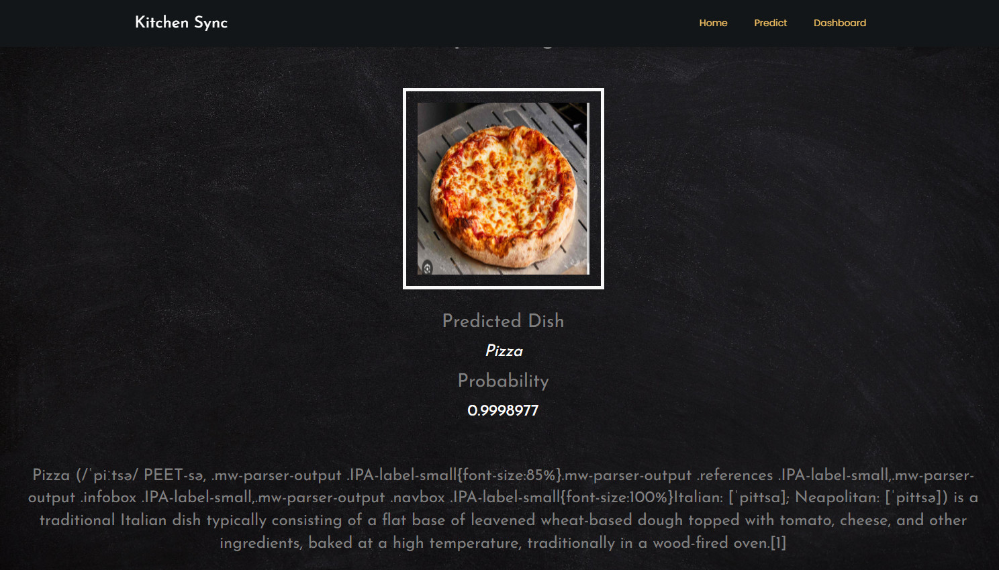 Kitchen Sync
Home Predict Dashboard
Predicted Dish
Pizza
Probability
0.9998977
Pizza (/ˈpiːtsə/ PEET-sə, .mw-parser-output .IPA-label-small{font-size:85%}.mw-parser-output .references .IPA-label-small,.mw-parser-
output .infobox .IPA-label-small,.mw-parser-output .navbox .IPA-label-small{font-size:100%}Italian: [ˈpittsa]; Neapolitan: [ˈpittsə]) is a
traditional Italian dish typically consisting of a flat base of leavened wheat-based dough topped with tomato, cheese, and other
ingredients, baked at a high temperature, traditionally in a wood-fired oven.[1]